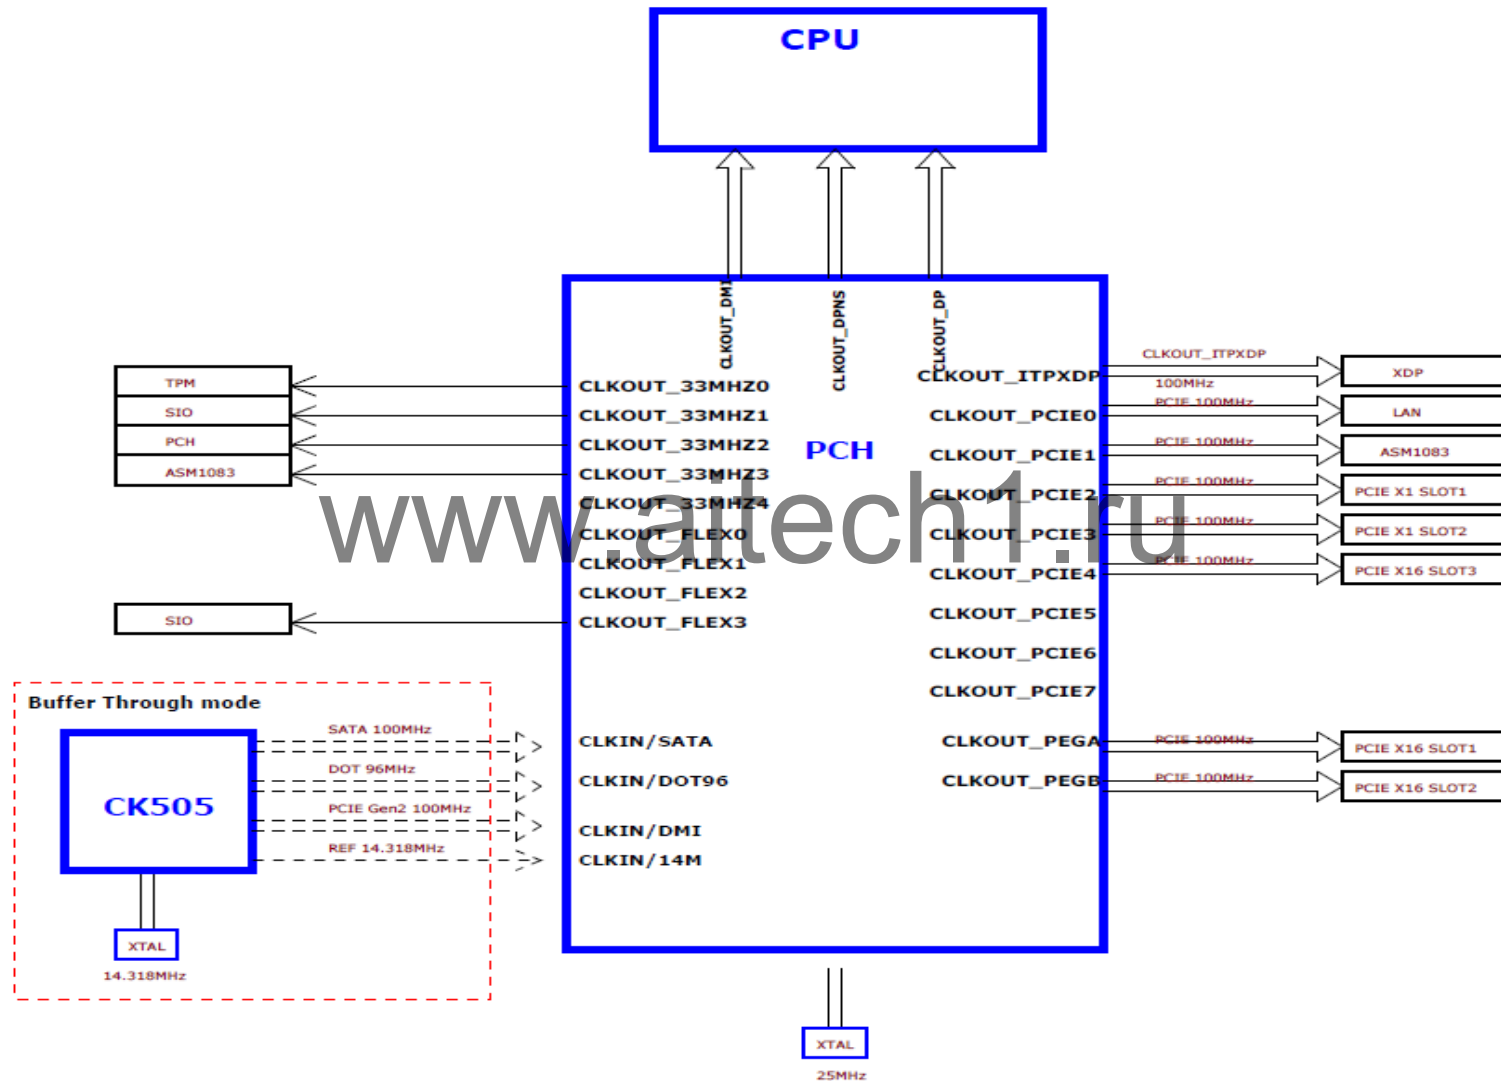 CPU
CLKOUT_DMI
CLKOUT_DPNS
CLKOUT_DP
PCH
TPM
SIO
PCH
ASM1083
SIO
CLKOUT_33MHZ0
CLKOUT_33MHZ1
CLKOUT_33MHZ2
CLKOUT_33MHZ3
CLKOUT_33MHZ4
CLKOUT_FLEX0
CLKOUT_FLEX1
CLKOUT_FLEX2
CLKOUT_FLEX3
CLKIN/SATA
CLKIN/DOT96
CLKIN/DMI
CLKIN/14M
CLKOUT_ITPXDP
CLKOUT_PCIE0
CLKOUT_PCIE1
CLKOUT_PCIE2
CLKOUT_PCIE3
CLKOUT_PCIE4
CLKOUT_PCIE5
CLKOUT_PCIE6
CLKOUT_PCIE7
CLKOUT_PEGA
CLKOUT_PEGB
CLKOUT_ITPXDP
100MHz
PCIE 100MHz
PCIE 100MHz
PCIE 100MHz
PCIE 100MHz
PCIE 100MHz
PCIE 100MHz
PCIE 100MHz
XDP
LAN
ASM1083
PCIE X1 SLOT1
PCIE X1 SLOT2
PCIE X16 SLOT3
PCIE X16 SLOT1
PCIE X16 SLOT2
www.aitech1.ru
Buffer Through mode
CK505
SATA 100MHz
DOT 96MHz
PCIE Gen2 100MHz
REF 14.318MHz
XTAL
14.318MHz
XTAL
25MHz